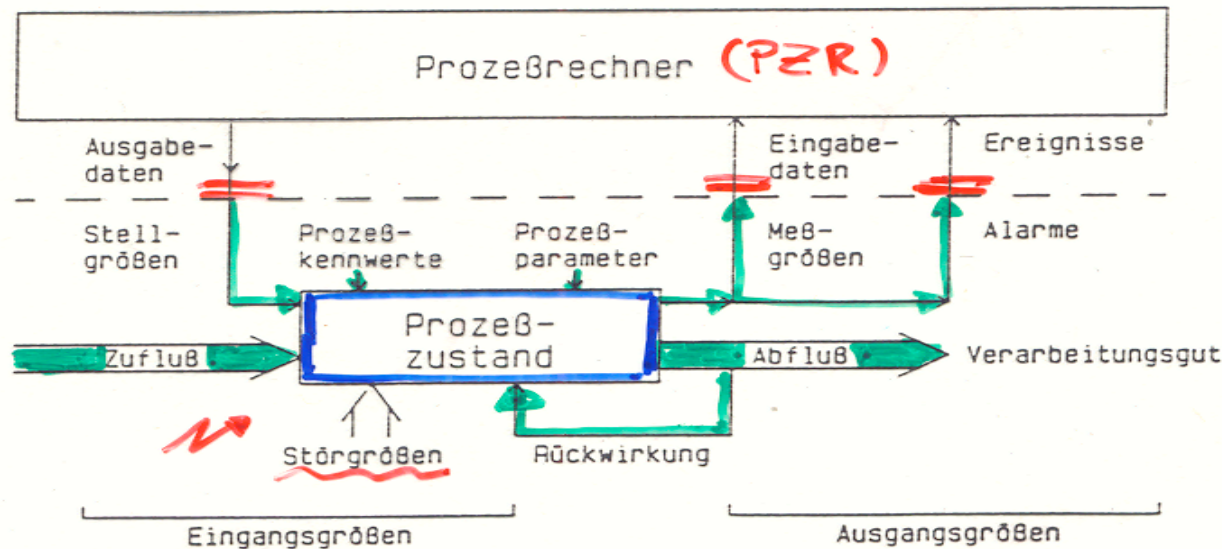 Prozeßrechner (PZR)
Ausgabe-
daten
Eingabe-
daten
Ereignisse
Stell-
größen
Prozeß-
kennwerte
Prozeß-
parameter
Meß-
größen
Alarme
Prozeß-
zustand
Zufluß
Abfluß
Verarbeitungsgut
Störgrößen
Rückwirkung
Eingangsgrößen
Ausgangsgrößen